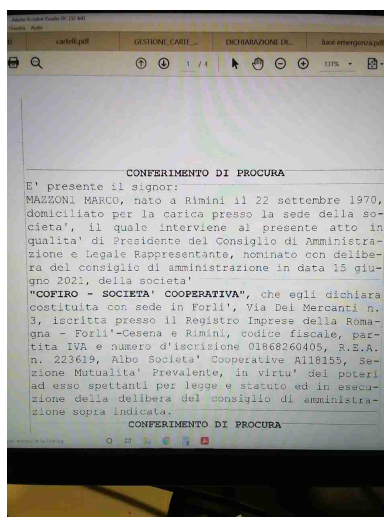 Adobe Acrobat Reader DC (32-bit)
cartelli.pdf GESTIONI_CARTE_... DICHIARAZIONE DI... luce emergenza.pdf
1 / 4 131%
CONFERIMENTO DI PROCURA
E' presente il signor:
MAZZONI MARCO, nato a Rimini il 22 settembre 1970,
domiciliato per la carica presso la sede della so-
cieta', il quale interviene al presente atto in
qualita' di Presidente del Consiglio di Amministra-
zione e Legale Rappresentante, nominato con delibe-
ra del consiglio di amministrazione in data 15 giu-
gno 2021, della societa'
"COFIRO - SOCIETA' COOPERATIVA", che egli dichiara
costituita con sede in Forli', Via Dei Mercanti n.
3, iscritta presso il Registro Imprese della Roma-
gna - Forli'-Cesena e Rimini, codice fiscale, par-
tita IVA e numero d'iscrizione 01868260405, R.E.A.
n. 223619, Albo Societa' Cooperative A118155, Se-
zione Mutualita' Prevalente, in virtu' dei poteri
ad esso spettanti per legge e statuto ed in esecu-
zione della delibera del consiglio di amministra-
zione sopra indicata.
CONFERIMENTO DI PROCURA